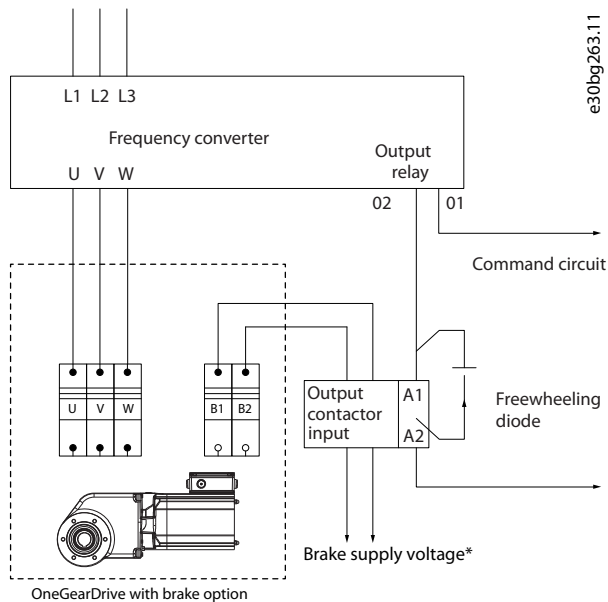 e30bg263.11
L1 L2 L3
Frequency converter
U V W
Output
relay
02 01
Command circuit
U V W
B1 B2
Output
contactor
input
A1
A2
Freewheeling
diode
Brake supply voltage*
OneGearDrive with brake option